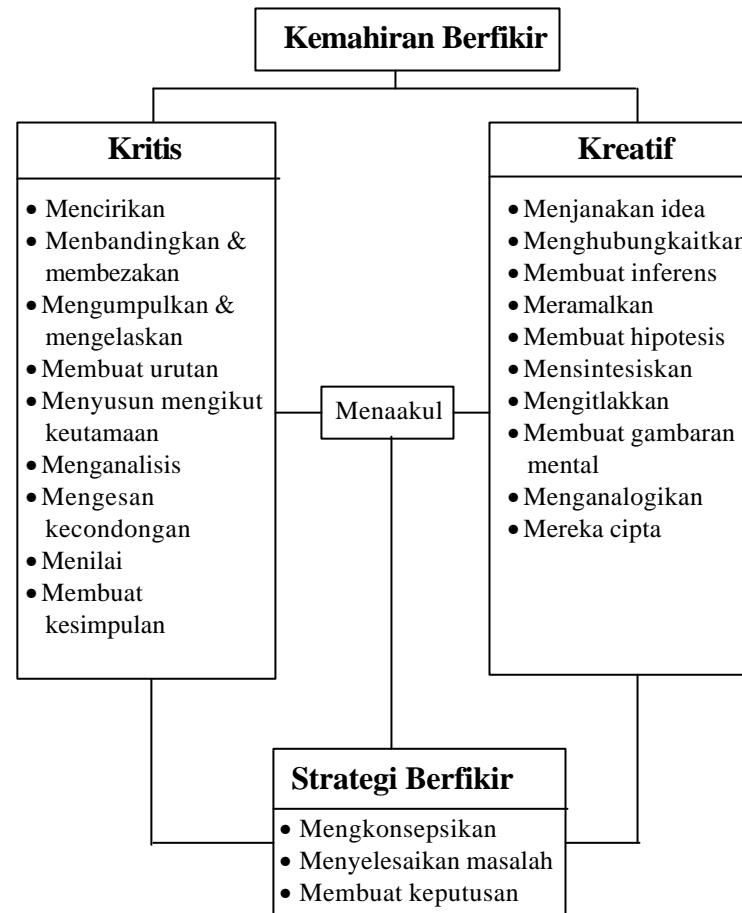 Kemahiran Berfikir
Kritis
• Mencirikan
• Menbandingkan &
membezakan
• Mengumpulkan &
mengelaskan
• Membuat urutan
• Menyusun mengikut
keutamaan
• Menganalisis
• Mengesan
kecondongan
• Menilai
• Membuat
kesimpulan
Menaakul
Kreatif
• Menjanakan idea
• Menghubungkaitkan
• Membuat inferens
• Meramalkan
• Membuat hipotesis
• Mensintesiskan
• Mengitlakkan
• Membuat gambaran
mental
• Menganalogikan
• Mereka cipta
Strategi Berfikir
• Mengkonsepsikan
• Menyelesaikan masalah
• Membuat keputusan